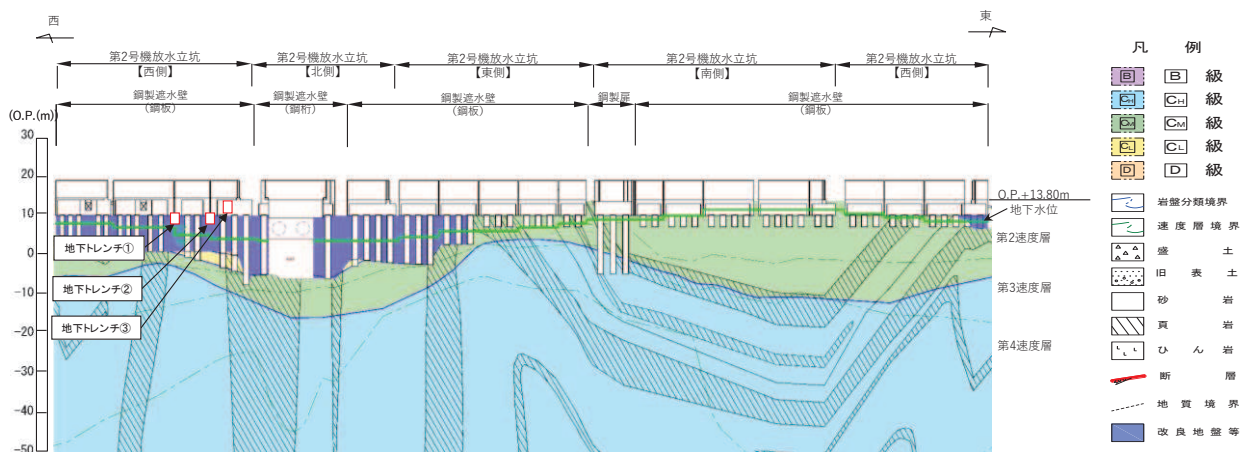 西
東
第2号機放水立坑
【西側】
第2号機放水立坑
【北側】
第2号機放水立坑
【東側】
第2号機放水立坑
【南側】
第2号機放水立坑
【西側】
鋼製遮水壁
(鋼板)
鋼製遮水壁
(鋼桁)
鋼製遮水壁
(鋼板)
鋼製扉
鋼製遮水壁
(鋼板)
(O.P.(m))
30
20
10
0
-10
-20
-30
-40
-50
地下トレンチ①
地下トレンチ②
地下トレンチ③
O.P.+13.80m
地下水位
第2速度層
第3速度層
第4速度層
凡 例
B B 級
CH CH 級
CM CM 級
CL CL 級
D D 級
岩盤分類境界
速度層境界
盛土
旧表土
砂岩
頁岩
ひん岩
断層
地質境界
改良地盤等